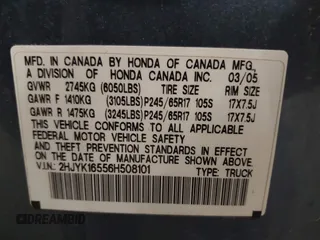 MFD. IN CANADA BY HONDA OF CANADA MFG.,
A DIVISION OF HONDA CANADA INC. 03/05
GVWR 2745KG (6050LBS) TIRE SIZE RIM SIZE
GAWR F 1410KG (3105LBS) P245/65R17 105S 17X7.5J
GAWR R 1475KG (3245LBS) P245/65R17 105S 17X7.5J
THIS VEHICLE CONFORMS TO ALL APPLICABLE
FEDERAL MOTOR VEHICLE SAFETY
AND THEFT PREVENTION STANDARDS IN EFFECT
ON THE DATE OF MANUFACTURE SHOWN ABOVE.
V.I.N.: 2HJYK16556H508101 TYPE: TRUCK
DREAMBID